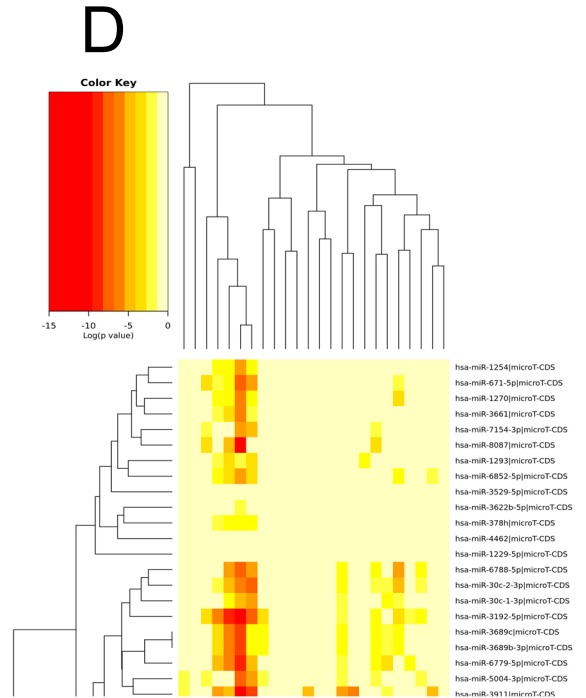 D
Color Key
-15 -10 -5 0
Log(p value)
hsa-miR-1254|microT-CDS
hsa-miR-671-5p|microT-CDS
hsa-miR-1270|microT-CDS
hsa-miR-3661|microT-CDS
hsa-miR-7154-3p|microT-CDS
hsa-miR-8087|microT-CDS
hsa-miR-1293|microT-CDS
hsa-miR-6852-5p|microT-CDS
hsa-miR-3529-5p|microT-CDS
hsa-miR-3622b-5p|microT-CDS
hsa-miR-378h|microT-CDS
hsa-miR-4462|microT-CDS
hsa-miR-1229-5p|microT-CDS
hsa-miR-6788-5p|microT-CDS
hsa-miR-30c-2-3p|microT-CDS
hsa-miR-30c-1-3p|microT-CDS
hsa-miR-3192-5p|microT-CDS
hsa-miR-3689c|microT-CDS
hsa-miR-3689b-3p|microT-CDS
hsa-miR-6779-5p|microT-CDS
hsa-miR-5004-3p|microT-CDS
hsa-miR-3911|microT-CDS